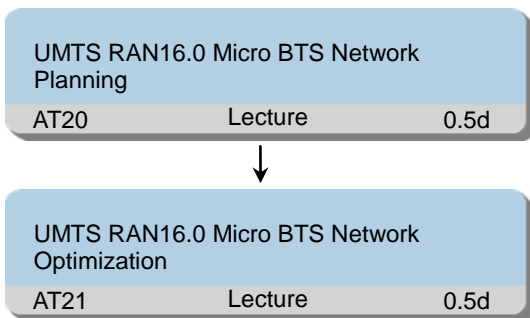 UMTS RAN16.0 Micro BTS Network
Planning
AT20 Lecture 0.5d
UMTS RAN16.0 Micro BTS Network
Optimization
AT21 Lecture 0.5d